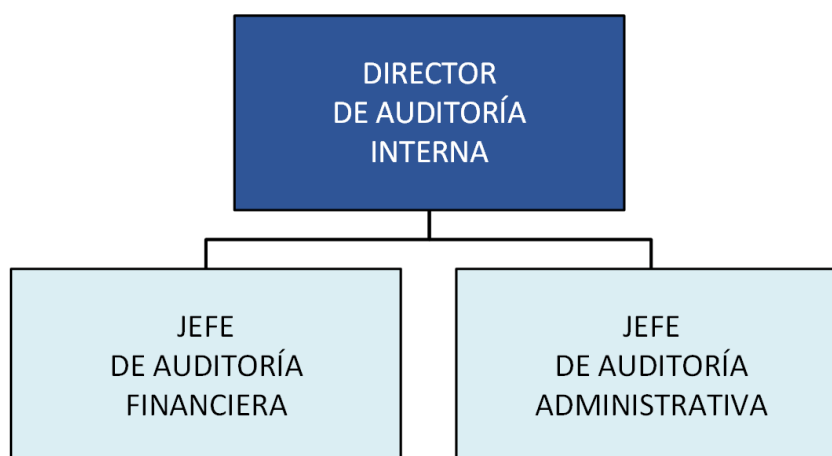 DIRECTOR
DE AUDITORÍA
INTERNA
JEFE
DE AUDITORÍA
FINANCIERA
JEFE
DE AUDITORÍA
ADMINISTRATIVA